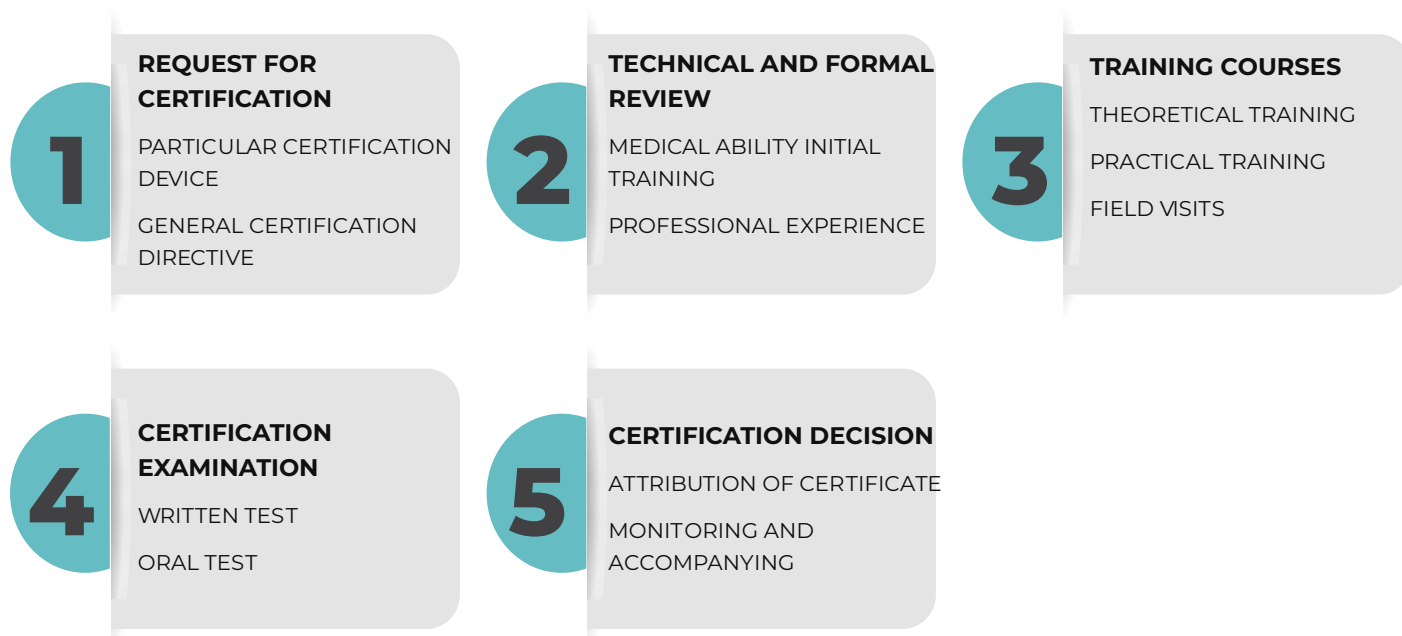 1
REQUEST FOR
CERTIFICATION
PARTICULAR CERTIFICATION
DEVICE
GENERAL CERTIFICATION
DIRECTIVE
2
TECHNICAL AND FORMAL
REVIEW
MEDICAL ABILITY INITIAL
TRAINING
PROFESSIONAL EXPERIENCE
3
TRAINING COURSES
THEORETICAL TRAINING
PRACTICAL TRAINING
FIELD VISITS
4
CERTIFICATION
EXAMINATION
WRITTEN TEST
ORAL TEST
5
CERTIFICATION DECISION
ATTRIBUTION OF CERTIFICATE
MONITORING AND
ACCOMPANYING